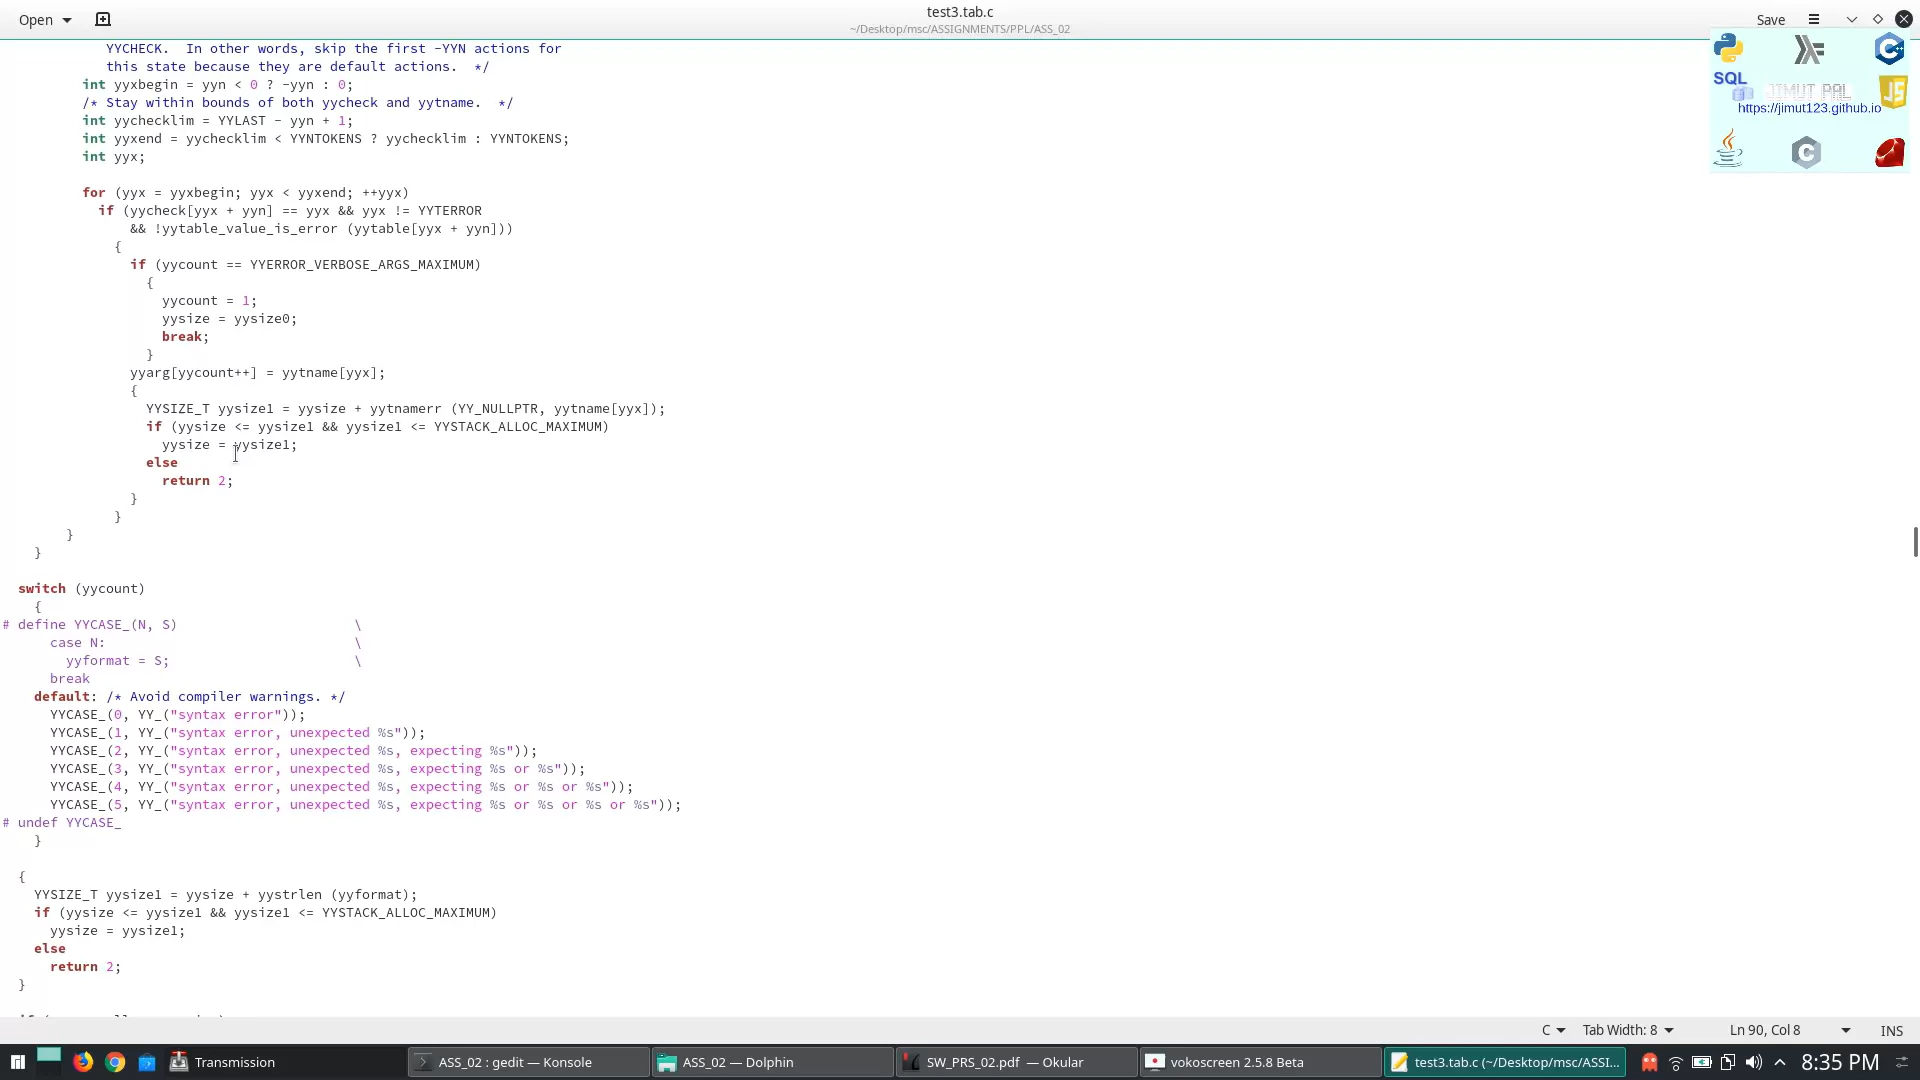 Open
test3.tab.c
~/Desktop/msc/ASSIGNMENTS/PPL/ASS_02
Save
SQL
JIMUT PAL
https://jimut123.github.io
JS
C
YYCHECK.  In other words, skip the first -YYN actions for
this state because they are default actions.  */
int yyxbegin = yyn < 0 ? -yyn : 0;
/* Stay within bounds of both yycheck and yytname.  */
int yychecklim = YYLAST - yyn + 1;
int yyxend = yychecklim < YYNTOKENS ? yychecklim : YYNTOKENS;
int yyx;
for (yyx = yyxbegin; yyx < yyxend; ++yyx)
if (yycheck[yyx + yyn] == yyx && yyx != YYTERROR
&& !yytable_value_is_error (yytable[yyx + yyn]))
{
if (yycount == YYERROR_VERBOSE_ARGS_MAXIMUM)
{
yycount = 1;
yysize = yysize0;
break;
}
yyarg[yycount++] = yytname[yyx];
{
YYSIZE_T yysize1 = yysize + yytnamerr (YY_NULLPTR, yytname[yyx]);
if (yysize <= yysize1 && yysize1 <= YYSTACK_ALLOC_MAXIMUM)
yysize = yysize1;
else
return 2;
}
}
}
}
switch (yycount)
{
# define YYCASE_(N, S)                      \
case N:                               \
yyformat = S;                       \
break
default: /* Avoid compiler warnings. */
YYCASE_(0, YY_("syntax error"));
YYCASE_(1, YY_("syntax error, unexpected %s"));
YYCASE_(2, YY_("syntax error, unexpected %s, expecting %s"));
YYCASE_(3, YY_("syntax error, unexpected %s, expecting %s or %s"));
YYCASE_(4, YY_("syntax error, unexpected %s, expecting %s or %s or %s"));
YYCASE_(5, YY_("syntax error, unexpected %s, expecting %s or %s or %s or %s"));
# undef YYCASE_
}
{
YYSIZE_T yysize1 = yysize + yystrlen (yyformat);
if (yysize <= yysize1 && yysize1 <= YYSTACK_ALLOC_MAXIMUM)
yysize = yysize1;
else
return 2;
}
C
Tab Width: 8
Ln 90, Col 8
INS
Transmission
ASS_02 : gedit — Konsole
ASS_02 — Dolphin
SW_PRS_02.pdf  — Okular
vokoscreen 2.5.8 Beta
test3.tab.c (~/Desktop/msc/ASSI...
8:35 PM